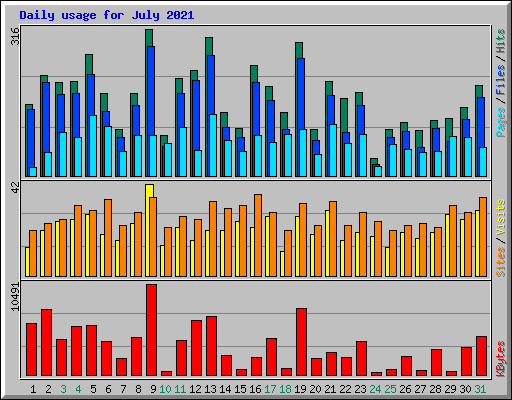 Daily usage for July 2021
316
Pages / Files / Hits
42
Sites / Visits
10491
KBytes
1 2 3 4 5 6 7 8 9 10 11 12 13 14 15 16 17 18 19 20 21 22 23 24 25 26 27 28 29 30 31